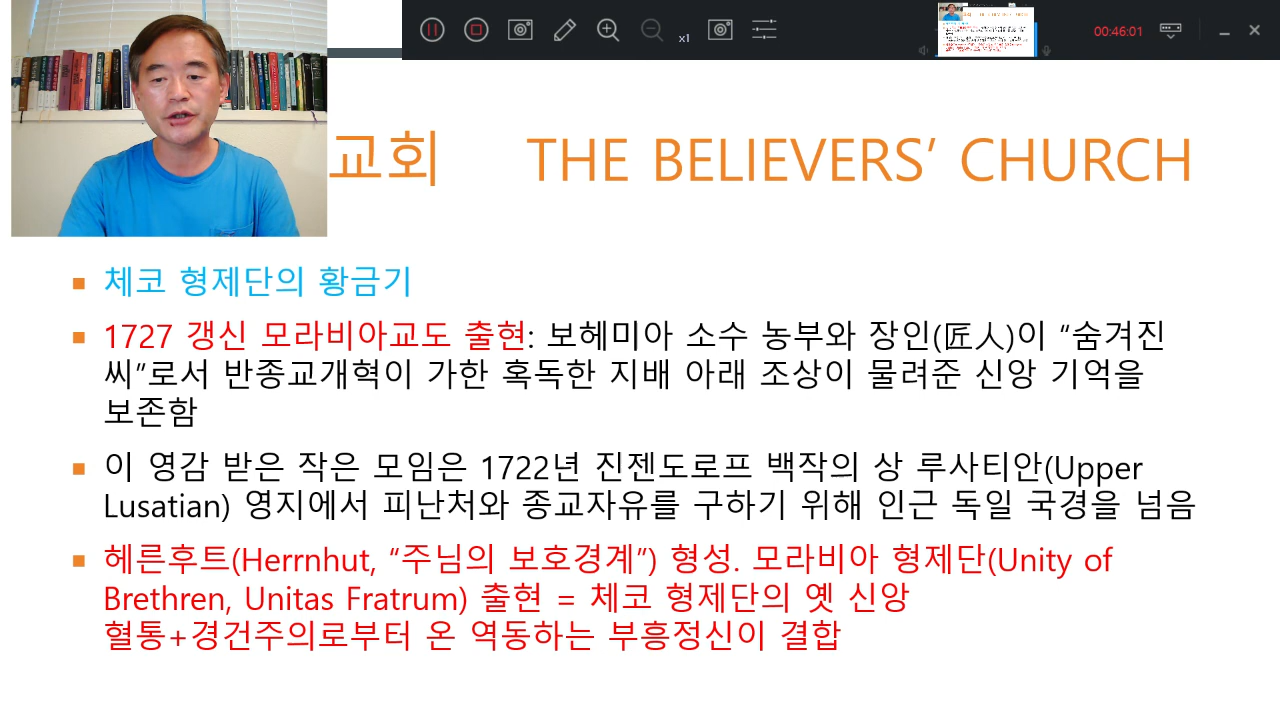 x1
00:46:01
교회 THE BELIEVERS’ CHURCH
체코 형제단의 황금기
1727 갱신 모라비아교도 출현: 보헤미아 소수 농부와 장인(匠人)이 “숨겨진
씨”로서 반종교개혁이 가한 혹독한 지배 아래 조상이 물려준 신앙 기억을
보존함
이 영감 받은 작은 모임은 1722년 진젠도로프 백작의 상 루사티안(Upper
Lusatian) 영지에서 피난처와 종교자유를 구하기 위해 인근 독일 국경을 넘음
헤른후트(Herrnhut, “주님의 보호경계”) 형성. 모라비아 형제단(Unity of
Brethren, Unitas Fratrum) 출현 = 체코 형제단의 옛 신앙
혈통+경건주의로부터 온 역동하는 부흥정신이 결합